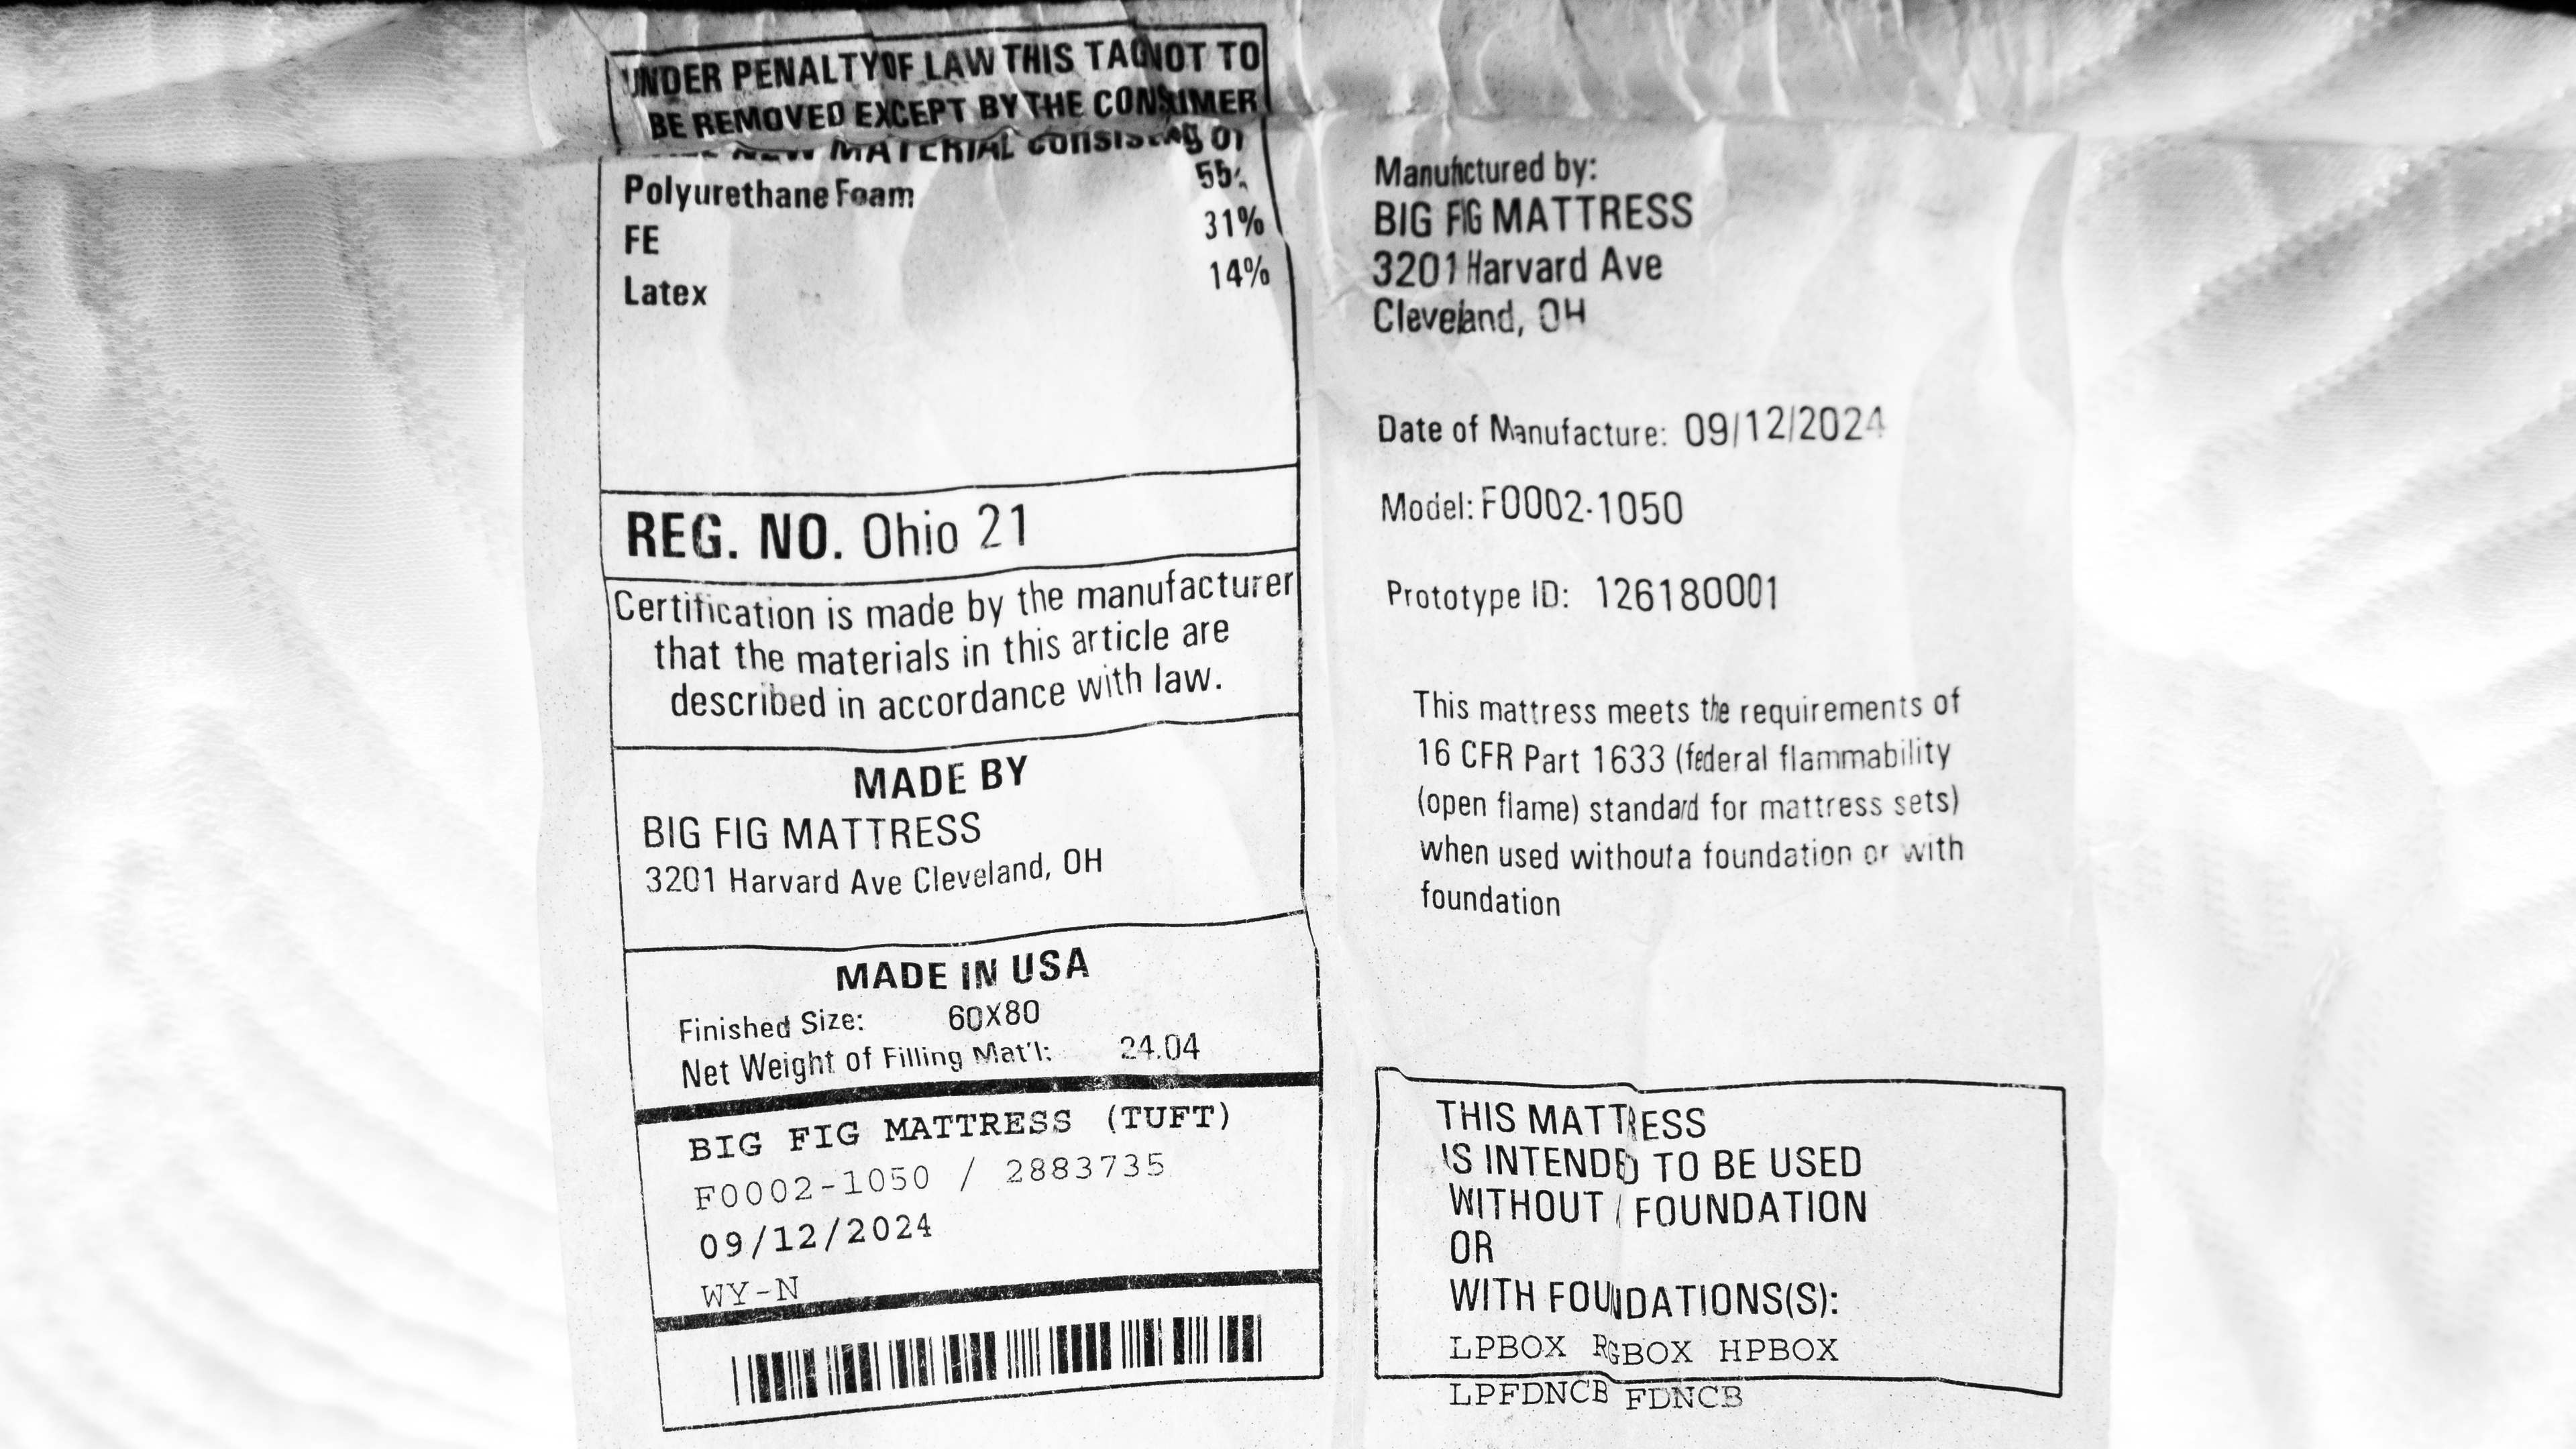 UNDER PENALTY OF LAW THIS TAG NOT TO
BE REMOVED EXCEPT BY THE CONSUMER
NEW MATERIAL consisting of
Polyurethane Foam 55%
FE 31%
Latex 14%
REG. NO. Ohio 21
Certification is made by the manufacturer
that the materials in this article are
described in accordance with law.
MADE BY
BIG FIG MATTRESS
3201 Harvard Ave Cleveland, OH
MADE IN USA
Finished Size: 60X80
Net Weight of Filling Mat'l: 24.04
BIG FIG MATTRESS (TUFT)
F0002-1050 / 2883735
09/12/2024
WY-N
Manufactured by:
BIG FIG MATTRESS
3201 Harvard Ave
Cleveland, OH
Date of Manufacture: 09/12/2024
Model: F0002-1050
Prototype ID: 126180001
This mattress meets the requirements of
16 CFR Part 1633 (federal flammability
(open flame) standard for mattress sets)
when used without a foundation or with
foundation
THIS MATTRESS
IS INTENDED TO BE USED
WITHOUT FOUNDATION
OR
WITH FOUNDATIONS(S):
LPBOX RGBOX HPBOX
LPFDNCB FDNCB